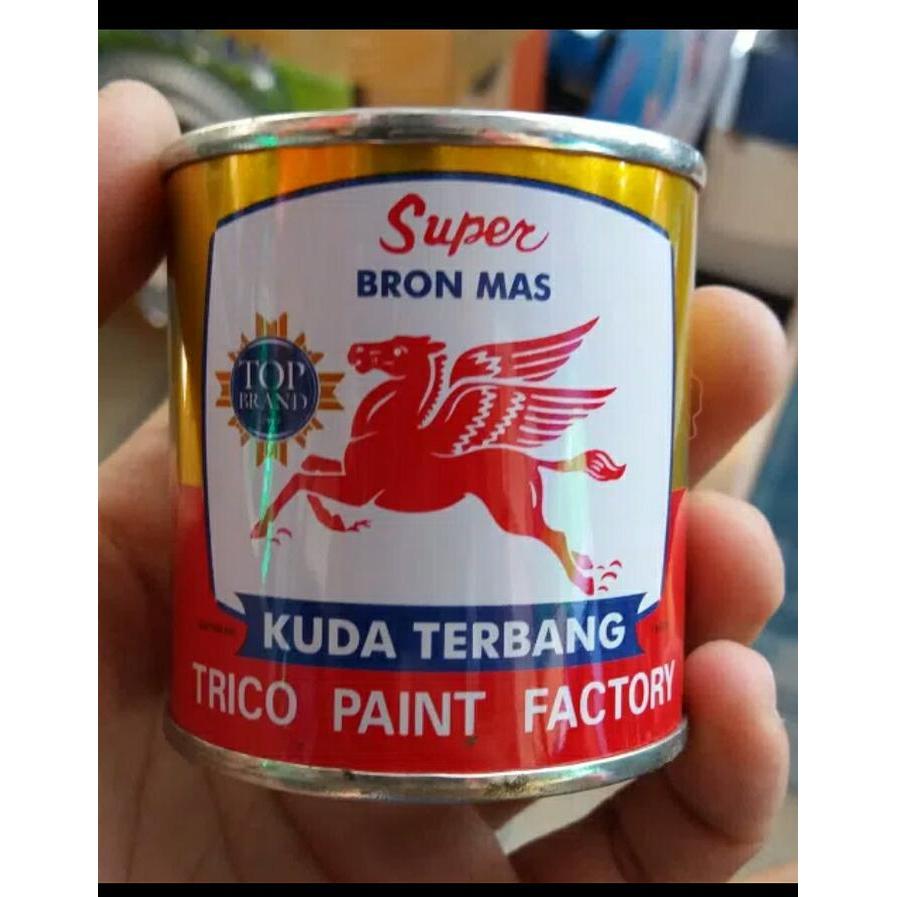 Super
BRON MAS
TOP
BRAND
KUDA TERBANG
TRICO PAINT FACTORY